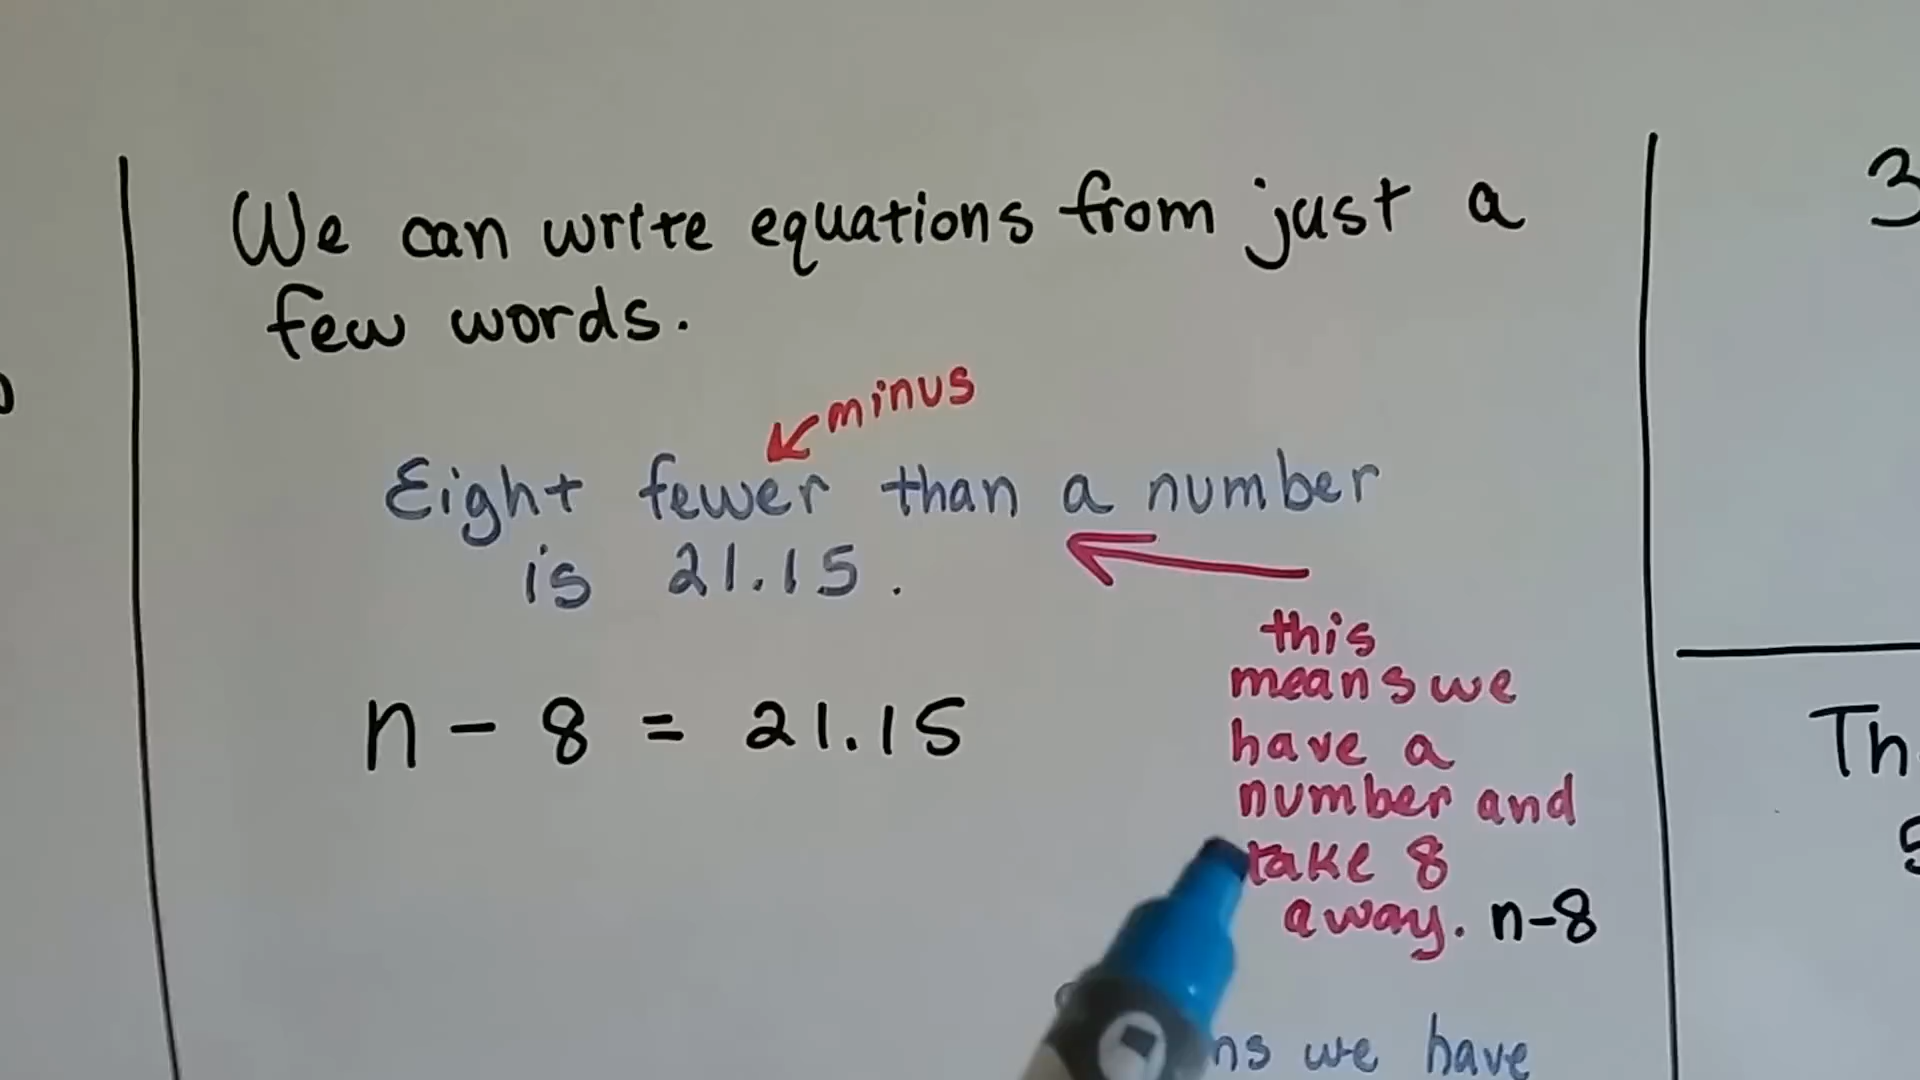 We can write equations from just a
few words.
minus
Eight fewer than a number
is 21.15.
n - 8 = 21.15
this
means we
have a
number and
take 8
away. n-8
we have
3
Th